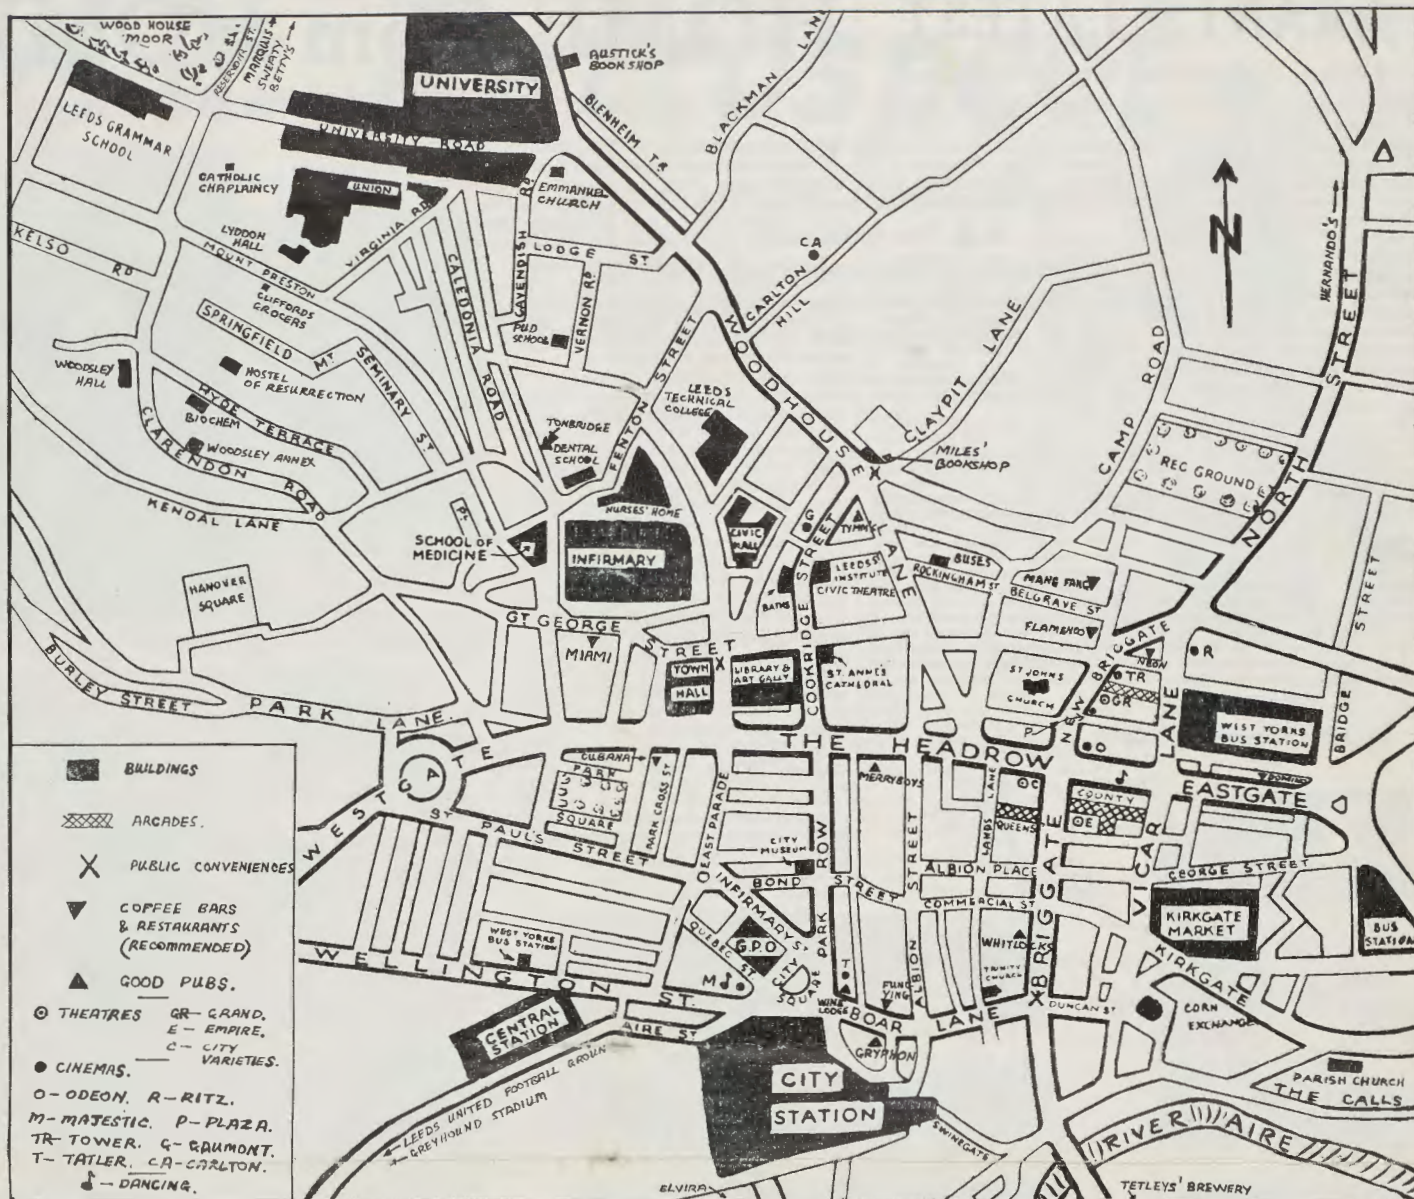 WOOD HOUSE
MOOR
RESERVOIR ST.
MARQUIS
SWEATY
BETTY'S
UNIVERSITY
AUSTICK'S
BOOKSHOP
BLACKMAN LANE
BLENHEIM TR.
LEEDS GRAMMAR
SCHOOL
UNIVERSITY ROAD
CATHOLIC
CHAPLAINCY
UNION
EMMANUEL
CHURCH
LYDDON
HALL
VIRGINIA RD.
CAVENDISH RD.
LODGE ST.
CA
CARLTON
HILL
HERNANDO'S
N
KELSO RD
MOUNT PRESTON
CLIFFORDS
GROCERS
CALEDONIA
ROAD
PUD
SCHOOL
VERNON RD
SPRINGFIELD MT
SEMINARY ST.
WOODSLEY
HALL
HOSTEL
OF RESURRECTION
HYDE TERRACE
BIOCHEM
WOODSLEY ANNEX
CLARENDON ROAD
KENDAL LANE
FENTON STREET
LEEDS
TECHNICAL
COLLEGE
WOODHOUSE LANE
CLAYPIT LANE
CAMP ROAD
NORTH STREET
TONBRIDGE
DENTAL
SCHOOL
MILES'
BOOKSHOP
REC GROUND
PL
NURSES' HOME
SCHOOL OF
MEDICINE
INFIRMARY
CIVIC
HALL
G
TYMN'S
LEEDS
INSTITUTE
CIVIC THEATRE
BUSES
ROCKINGHAM ST
MANG FANG
BELGRAVE ST
HANOVER
SQUARE
BATHS
COOKRIDGE STREET
FLAMENCO
GT. GEORGE STREET
MIAMI
TOWN
HALL
LIBRARY &
ART GALLY
ST. ANNE'S
CATHEDRAL
ST JOHNS
CHURCH
NEW BRIGGATE
NEON
TR
GR
R
P
O
WEST YORKS
BUS STATION
BRIDGE STREET
BURLEY STREET
PARK LANE
THE HEADROW
VICAR LANE
EASTGATE
DOMINO
WESTGATE
CUBANA
PARK
SQUARE
PARK CROSS ST
EAST PARADE
MERRYBOYS
LANDS LANE
C
QUEENS
COUNTY
E
ST PAUL'S STREET
CITY
MUSEUM
PARK ROW
ALBION STREET
ALBION PLACE
BRIGGATE
GEORGE STREET
BOND STREET
COMMERCIAL ST
INFIRMARY ST
QUEBEC ST.
G.P.O
CITY
SQUARE
WHITLOCKS
TRINITY
CHURCH
KIRKGATE
MARKET
BUS
STATION
WEST YORKS
BUS STATION
WELLINGTON ST.
M
T
WINE
LODGE
FUNG
YING
BOAR LANE
DUNCAN ST
KIRKGATE
CORN
EXCHANGE
CENTRAL
STATION
AIRE ST
GRYPHON
CITY
STATION
PARISH CHURCH
THE CALLS
LEEDS UNITED FOOTBALL GROUN
GREYHOUND STADIUM
SWINEGATE
RIVER AIRE
ELVIRA
TETLEYS' BREWERY
BUILDINGS
ARCADES.
PUBLIC CONVENIENCES
COFFEE BARS
& RESTAURANTS
(RECOMMENDED)
GOOD PUBS.
THEATRES GR— GRAND.
E — EMPIRE.
C — CITY
VARIETIES.
CINEMAS.
O—ODEON. R—RITZ.
M—MAJESTIC. P—PLAZA.
TR— TOWER. G—GAUMONT.
T— TATLER. CA—CARLTON.
— DANCING.